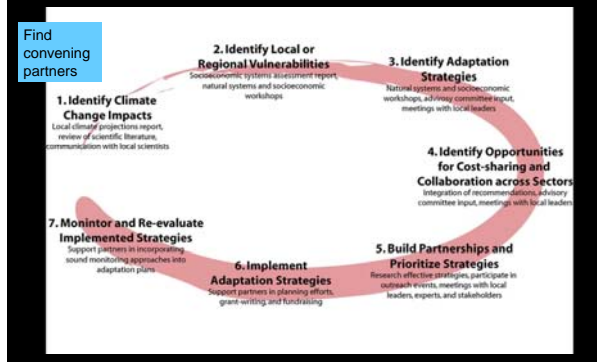 Find
convening
partners
2. Identify Local or
Regional Vulnerabilities
Socioeconomic systems assessment report,
natural systems and socioeconomic
workshops
3. Identify Adaptation
Strategies
Natural systems and socioeconomic
workshops, advisory committee input,
meetings with local leaders
1. Identify Climate
Change Impacts
Local climate projections report,
review of scientific literature,
communication with local scientists
4. Identify Opportunities
for Cost-sharing and
Collaboration across Sectors
Integration of recommendations, advisory
committee input, meetings with local leaders
7. Monintor and Re-evaluate
Implemented Strategies
Support partners in incorporating
sound monitoring approaches into
adaptation plans
6. Implement
Adaptation Strategies
Support partners in planning efforts,
grant-writing, and fundraising
5. Build Partnerships and
Prioritize Strategies
Research effective strategies, participate in
outreach events, meetings with local
leaders, experts, and stakeholders